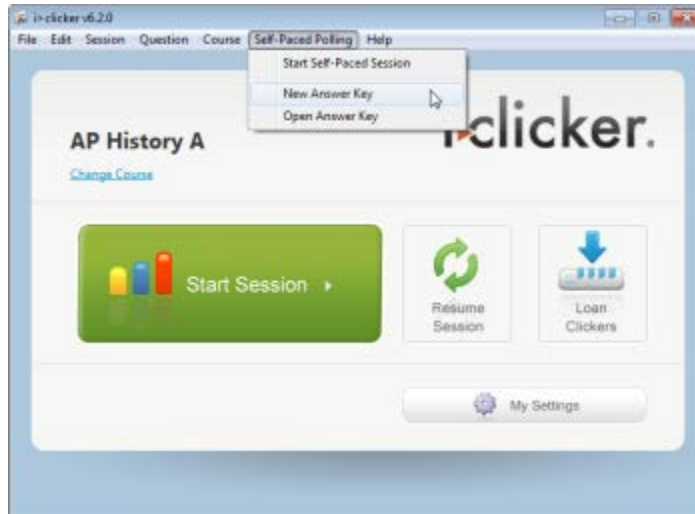 i>clicker v6.2.0
File Edit Session Question Course Self-Paced Polling Help
Start Self-Paced Session
New Answer Key
Open Answer Key
i>clicker.
AP History A
Change Course
Start Session
Resume
Session
Loan
Clickers
My Settings